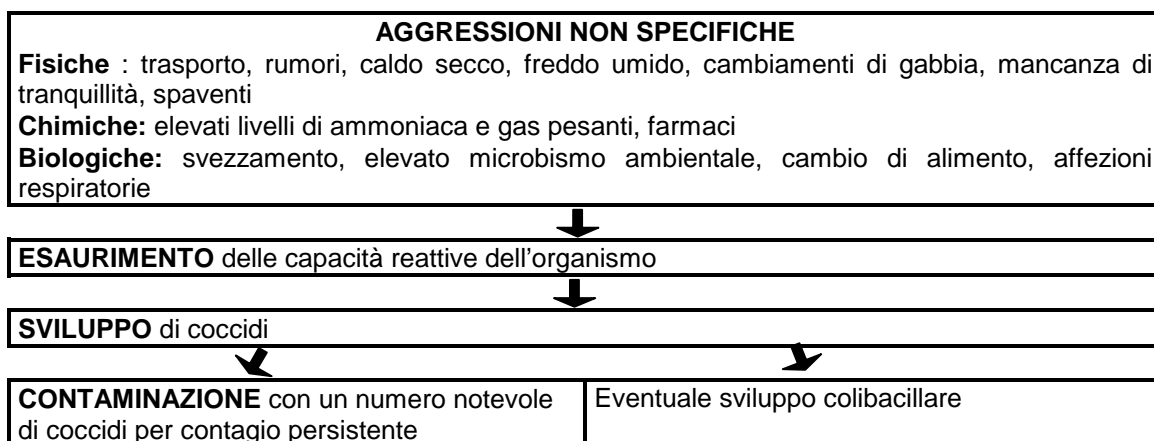 AGGRESSIONI NON SPECIFICHE
Fisiche : trasporto, rumori, caldo secco, freddo umido, cambiamenti di gabbia, mancanza di
tranquillità, spaventi
Chimiche: elevati livelli di ammoniaca e gas pesanti, farmaci
Biologiche: svezzamento, elevato microbismo ambientale, cambio di alimento, affezioni
respiratorie
ESAURIMENTO delle capacità reattive dell'organismo
SVILUPPO di coccidi
CONTAMINAZIONE con un numero notevole
di coccidi per contagio persistente
Eventuale sviluppo colibacillare